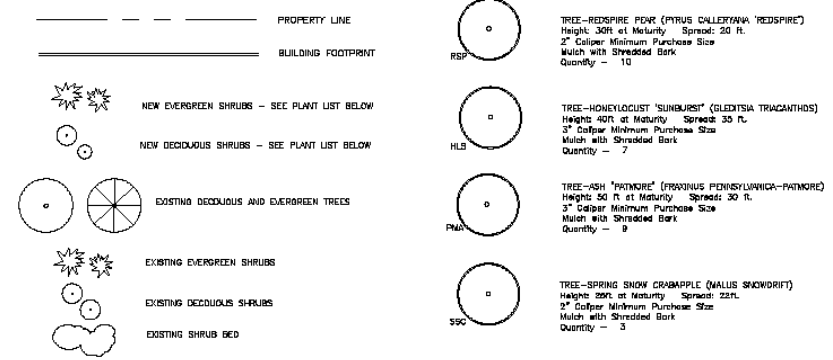 PROPERTY LINE
BUILDING FOOTPRINT
NEW EVERGREEN SHRUBS – SEE PLANT LIST BELOW
NEW DECIDUOUS SHRUBS – SEE PLANT LIST BELOW
EXISTING DECIDUOUS AND EVERGREEN TREES
EXISTING EVERGREEN SHRUBS
EXISTING DECIDUOUS SHRUBS
EXISTING SHRUB BED
RSP
TREE–REDSPIRE PEAR (PYRUS CALLERYANA 'REDSPIRE')
Height: 30ft at Maturity Spread: 20 ft.
2" Caliper Minimum Purchase Size
Mulch with Shredded Bark
Quantity – 10
HLS
TREE–HONEYLOCUST 'SUNBURST' (GLEDITSIA TRIACANTHOS)
Height: 40ft at Maturity Spread: 35 ft.
3" Caliper Minimum Purchase Size
Mulch with Shredded Bark
Quantity – 7
PMA
TREE–ASH "PATMORE" (FRAXINUS PENNSYLVANICA–PATMORE)
Height: 50 ft at Maturity Spread: 30 ft.
3" Caliper Minimum Purchase Size
Mulch with Shredded Bark
Quantity – 9
SSC
TREE–SPRING SNOW CRABAPPLE (MALUS SNOWDRIFT)
Height: 25ft at Maturity Spread: 22ft.
2" Caliper Minimum Purchase Size
Mulch with Shredded Bark
Quantity – 3